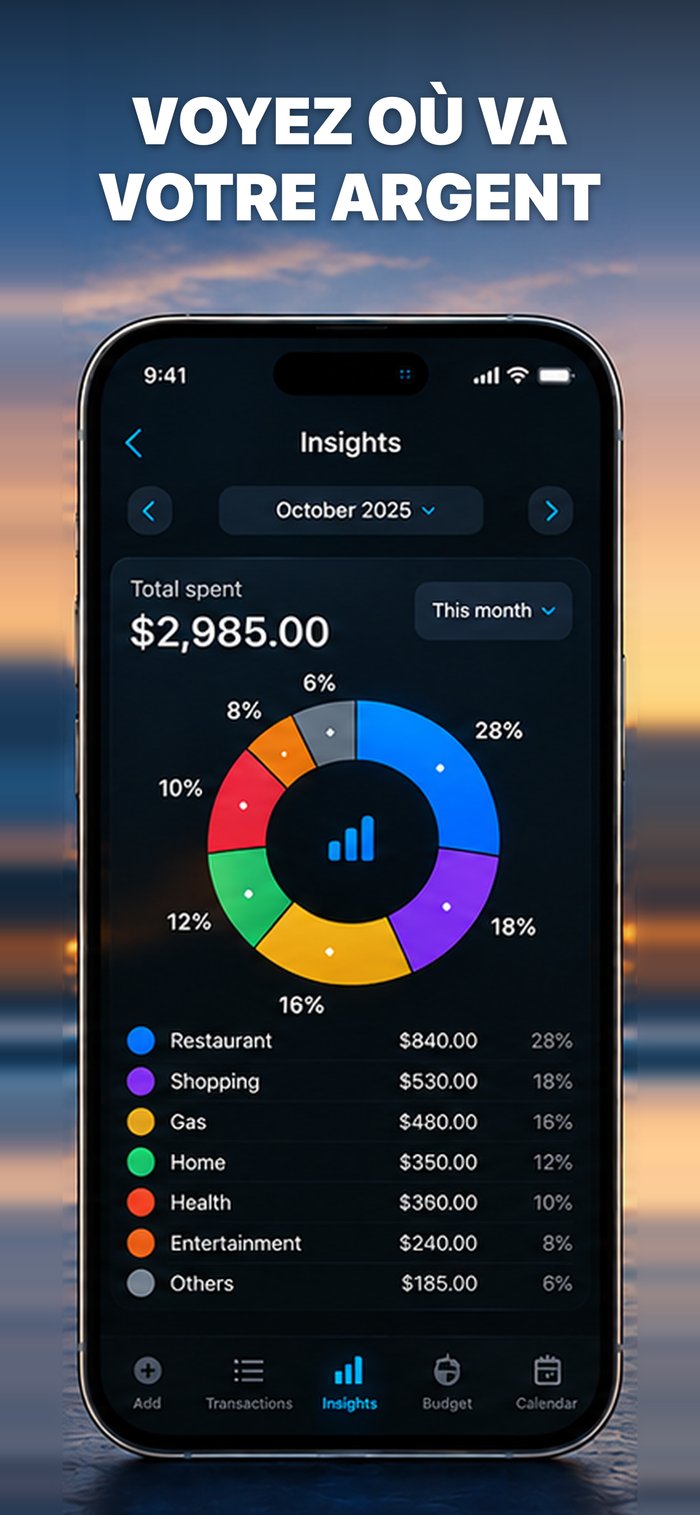 VOYEZ OÙ VA
VOTRE ARGENT
9:41
Insights
October 2025
Total spent
$2,985.00
This month
6%
8%
28%
10%
12%
18%
16%
Restaurant $840.00 28%
Shopping $530.00 18%
Gas $480.00 16%
Home $350.00 12%
Health $360.00 10%
Entertainment $240.00 8%
Others $185.00 6%
Add Transactions Insights Budget Calendar